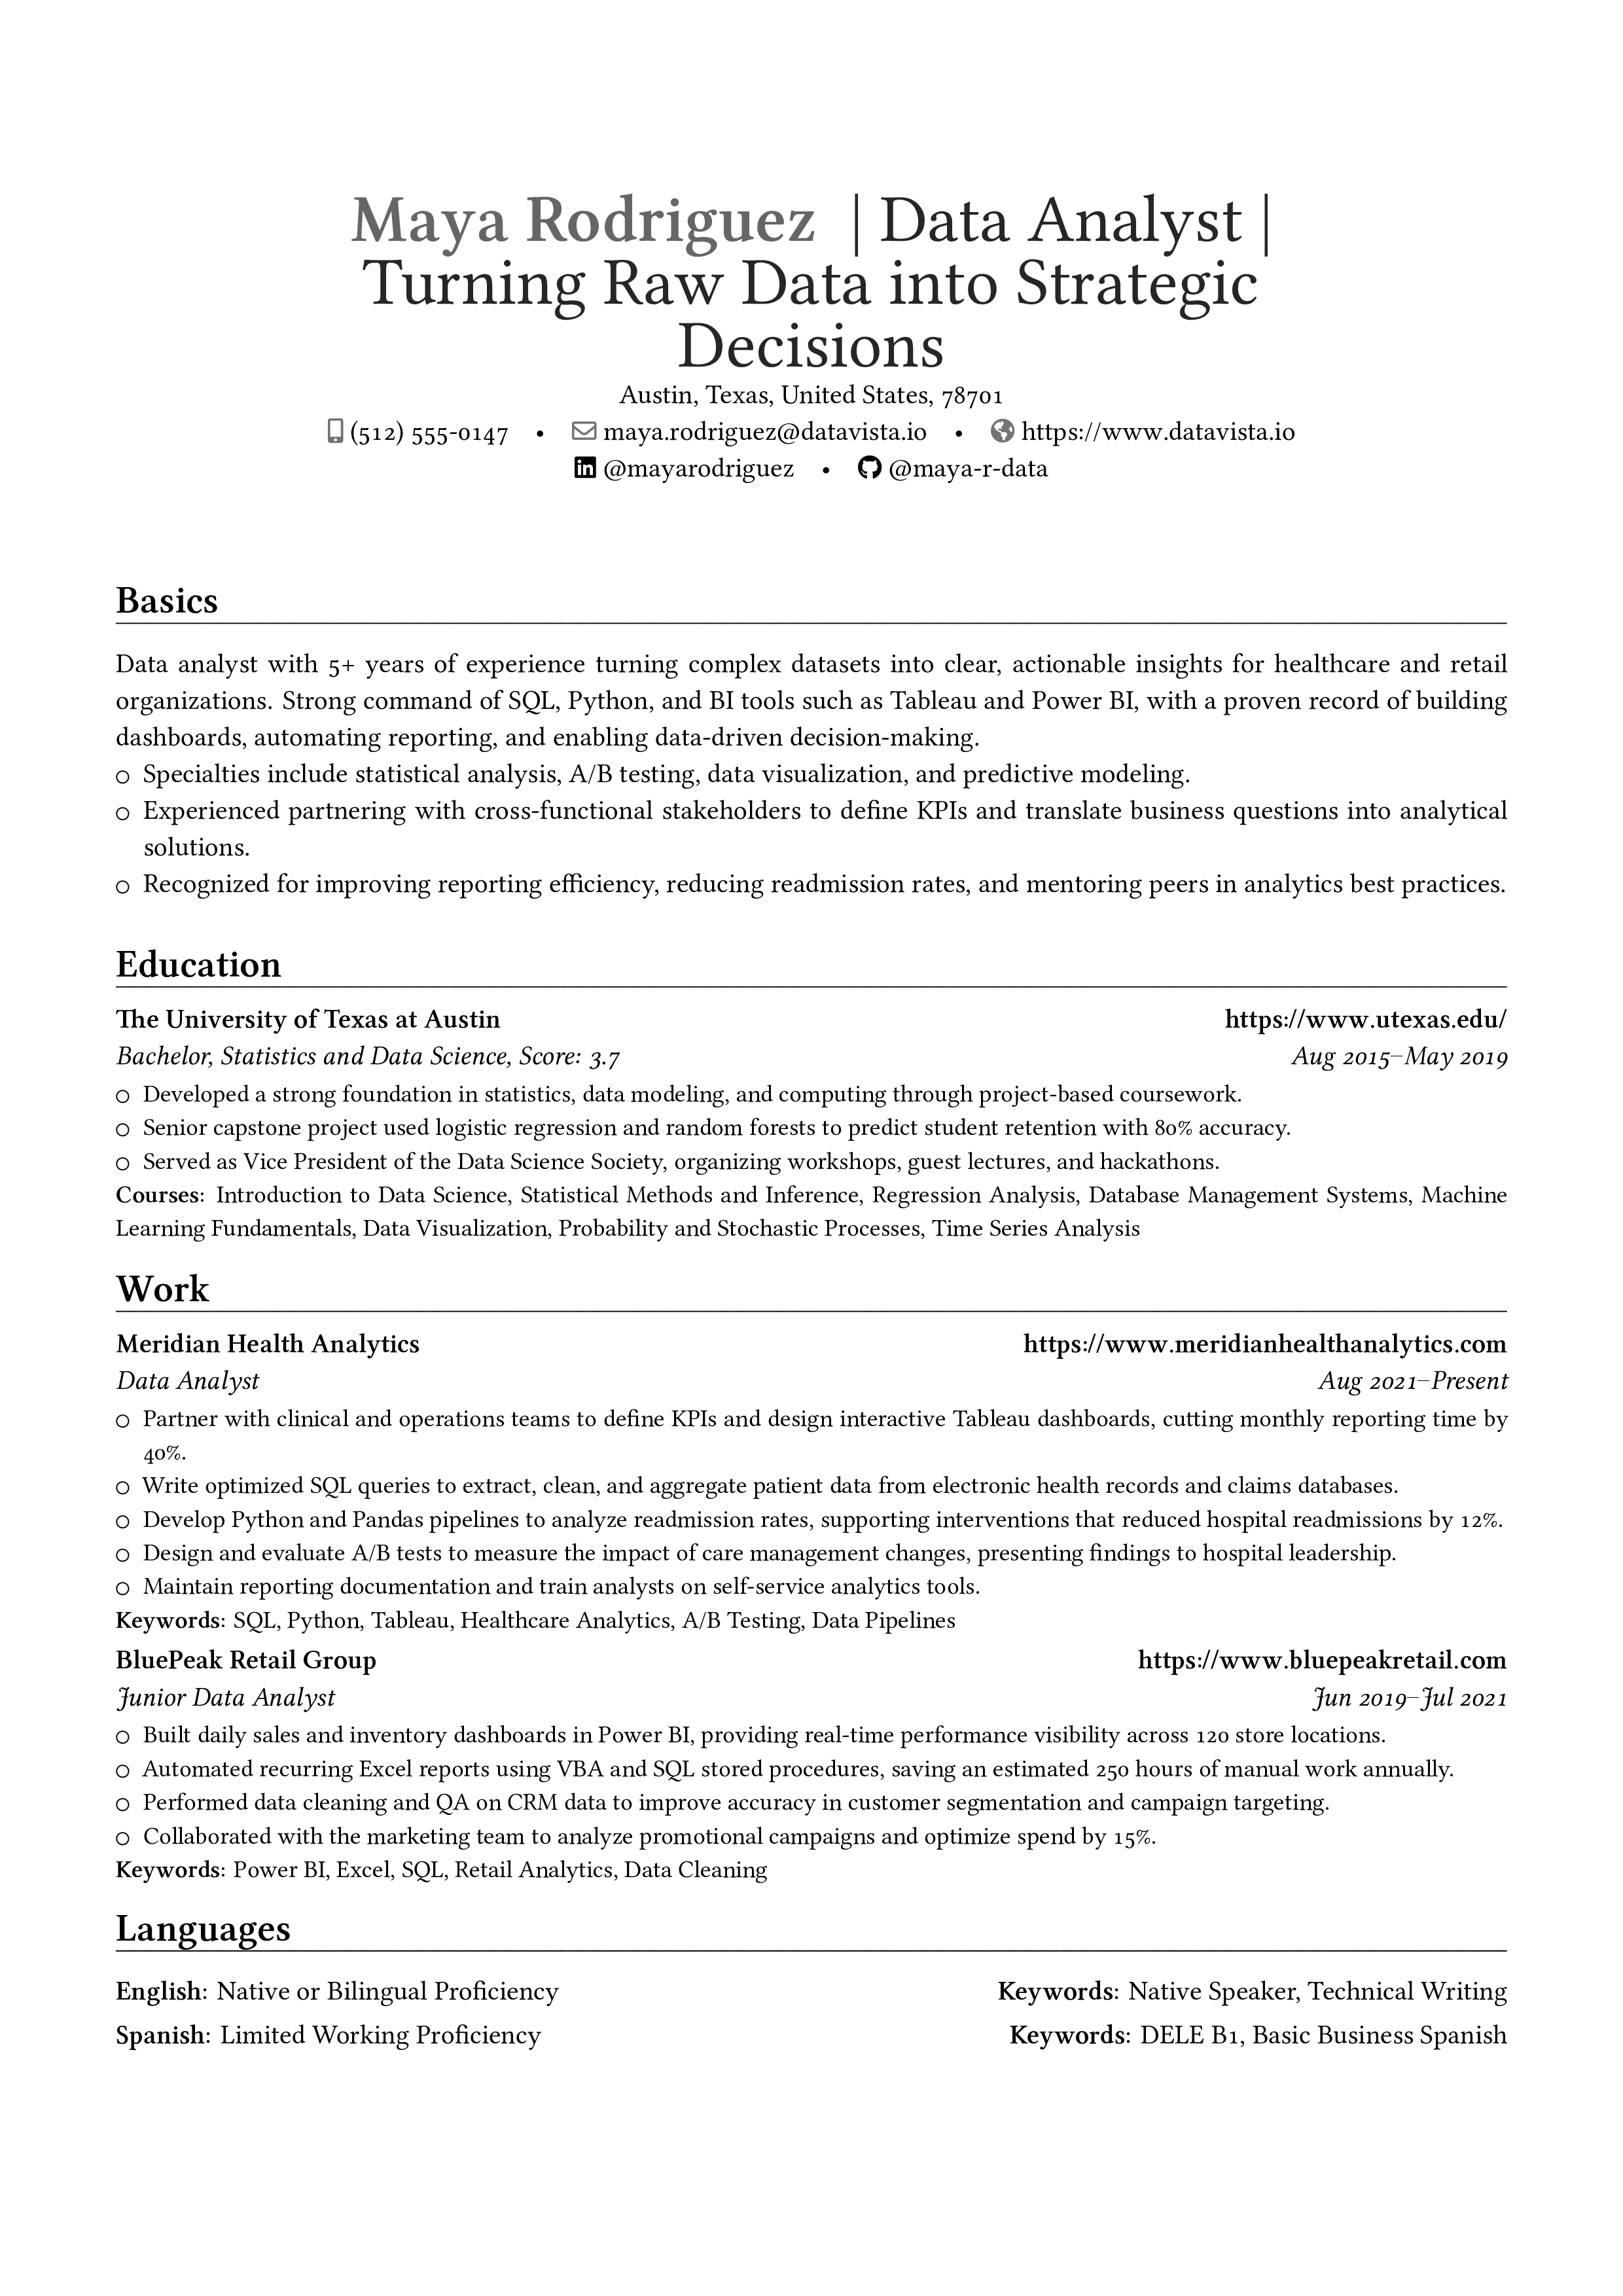 Maya Rodriguez | Data Analyst |
Turning Raw Data into Strategic
Decisions
Austin, Texas, United States, 78701
(512) 555-0147 • maya.rodriguez@datavista.io • https://www.datavista.io
@mayarodriguez • @maya-r-data
Basics
Data analyst with 5+ years of experience turning complex datasets into clear, actionable insights for healthcare and retail
organizations. Strong command of SQL, Python, and BI tools such as Tableau and Power BI, with a proven record of building
dashboards, automating reporting, and enabling data-driven decision-making.
○ Specialties include statistical analysis, A/B testing, data visualization, and predictive modeling.
○ Experienced partnering with cross-functional stakeholders to define KPIs and translate business questions into analytical
solutions.
○ Recognized for improving reporting efficiency, reducing readmission rates, and mentoring peers in analytics best practices.
Education
The University of Texas at Austin https://www.utexas.edu/
Bachelor, Statistics and Data Science, Score: 3.7 Aug 2015–May 2019
○ Developed a strong foundation in statistics, data modeling, and computing through project-based coursework.
○ Senior capstone project used logistic regression and random forests to predict student retention with 80% accuracy.
○ Served as Vice President of the Data Science Society, organizing workshops, guest lectures, and hackathons.
Courses: Introduction to Data Science, Statistical Methods and Inference, Regression Analysis, Database Management Systems, Machine
Learning Fundamentals, Data Visualization, Probability and Stochastic Processes, Time Series Analysis
Work
Meridian Health Analytics https://www.meridianhealthanalytics.com
Data Analyst Aug 2021–Present
○ Partner with clinical and operations teams to define KPIs and design interactive Tableau dashboards, cutting monthly reporting time by
40%.
○ Write optimized SQL queries to extract, clean, and aggregate patient data from electronic health records and claims databases.
○ Develop Python and Pandas pipelines to analyze readmission rates, supporting interventions that reduced hospital readmissions by 12%.
○ Design and evaluate A/B tests to measure the impact of care management changes, presenting findings to hospital leadership.
○ Maintain reporting documentation and train analysts on self-service analytics tools.
Keywords: SQL, Python, Tableau, Healthcare Analytics, A/B Testing, Data Pipelines
BluePeak Retail Group https://www.bluepeakretail.com
Junior Data Analyst Jun 2019–Jul 2021
○ Built daily sales and inventory dashboards in Power BI, providing real-time performance visibility across 120 store locations.
○ Automated recurring Excel reports using VBA and SQL stored procedures, saving an estimated 250 hours of manual work annually.
○ Performed data cleaning and QA on CRM data to improve accuracy in customer segmentation and campaign targeting.
○ Collaborated with the marketing team to analyze promotional campaigns and optimize spend by 15%.
Keywords: Power BI, Excel, SQL, Retail Analytics, Data Cleaning
Languages
English: Native or Bilingual Proficiency Keywords: Native Speaker, Technical Writing
Spanish: Limited Working Proficiency Keywords: DELE B1, Basic Business Spanish